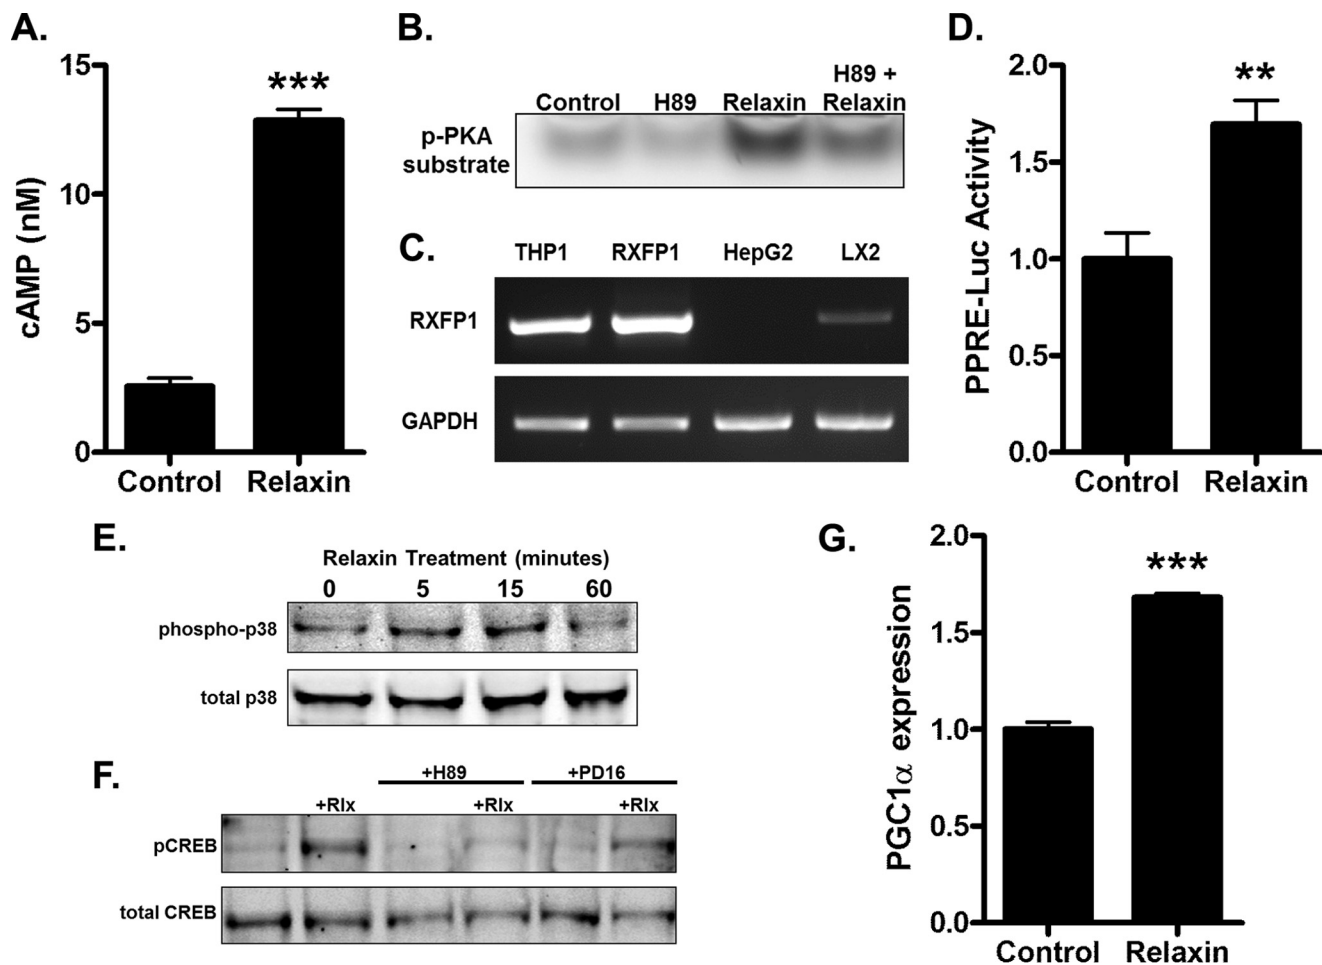 A.
15
10
5
0
cAMP (nM)
***
Control Relaxin
B.
Control H89 Relaxin H89 + Relaxin
p-PKA
substrate
C.
THP1 RXFP1 HepG2 LX2
RXFP1
GAPDH
D.
2.0
1.5
1.0
0.5
0.0
PPRE-Luc Activity
**
Control Relaxin
E.
Relaxin Treatment (minutes)
0 5 15 60
phospho-p38
total p38
F.
+H89 +PD16
+Rlx +Rlx +Rlx
pCREB
total CREB
G.
2.0
1.5
1.0
0.5
0.0
PGC1α expression
***
Control Relaxin